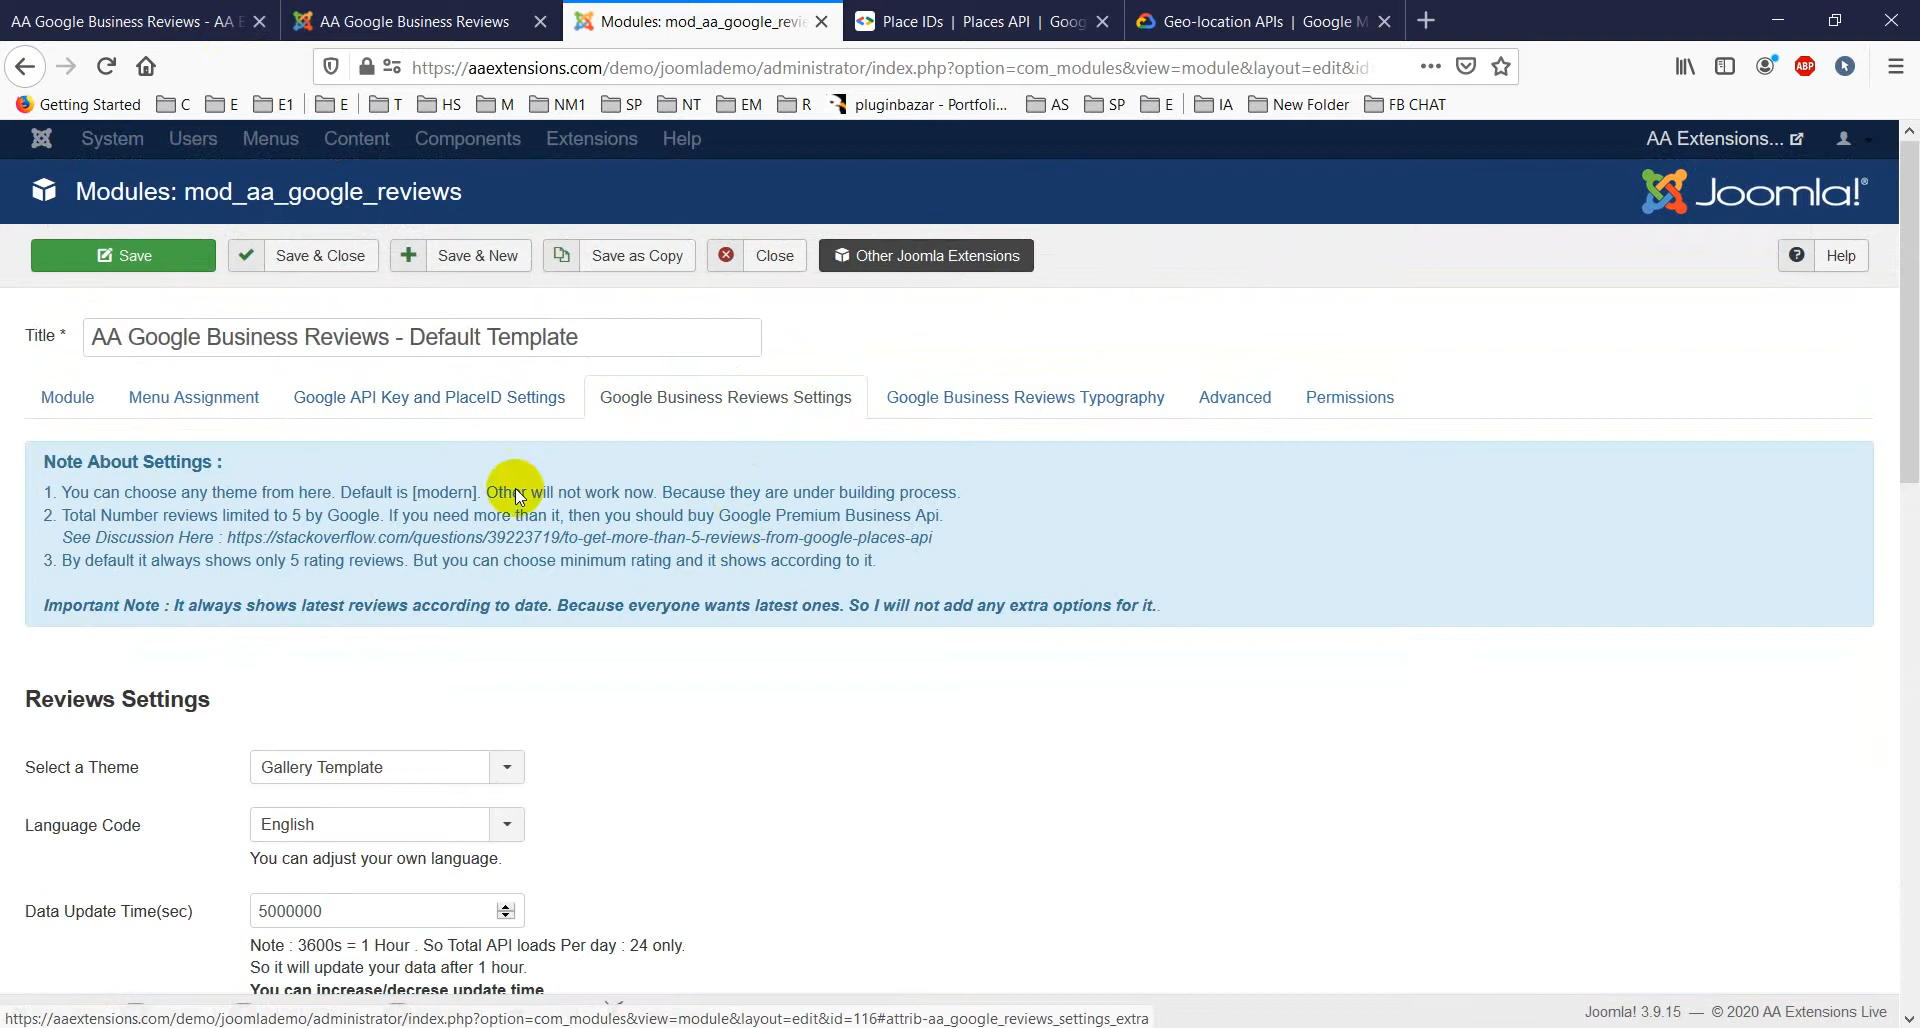 AA Google Business Reviews - AA E
AA Google Business Reviews
Modules: mod_aa_google_revie
Place IDs | Places API | Goog
Geo-location APIs | Google M
https://aaextensions.com/demo/joomlademo/administrator/index.php?option=com_modules&view=module&layout=edit&id
ABP
Getting Started C E E1 E T HS M NM1 SP NT EM R pluginbazar - Portfoli... AS SP E IA New Folder FB CHAT
System Users Menus Content Components Extensions Help AA Extensions...
Modules: mod_aa_google_reviews
Joomla!®
Save Save & Close Save & New Save as Copy Close Other Joomla Extensions Help
Title * AA Google Business Reviews - Default Template
Module Menu Assignment Google API Key and PlaceID Settings Google Business Reviews Settings Google Business Reviews Typography Advanced Permissions
Note About Settings :
1. You can choose any theme from here. Default is [modern]. Other will not work now. Because they are under building process.
2. Total Number reviews limited to 5 by Google. If you need more than it, then you should buy Google Premium Business Api.
See Discussion Here : https://stackoverflow.com/questions/39223719/to-get-more-than-5-reviews-from-google-places-api
3. By default it always shows only 5 rating reviews. But you can choose minimum rating and it shows according to it.
Important Note : It always shows latest reviews according to date. Because everyone wants latest ones. So I will not add any extra options for it..
Reviews Settings
Select a Theme Gallery Template
Language Code English
You can adjust your own language.
Data Update Time(sec) 5000000
Note : 3600s = 1 Hour . So Total API loads Per day : 24 only.
So it will update your data after 1 hour.
You can increase/decrese update time
https://aaextensions.com/demo/joomlademo/administrator/index.php?option=com_modules&view=module&layout=edit&id=116#attrib-aa_google_reviews_settings_extra
Joomla! 3.9.15 — © 2020 AA Extensions Live